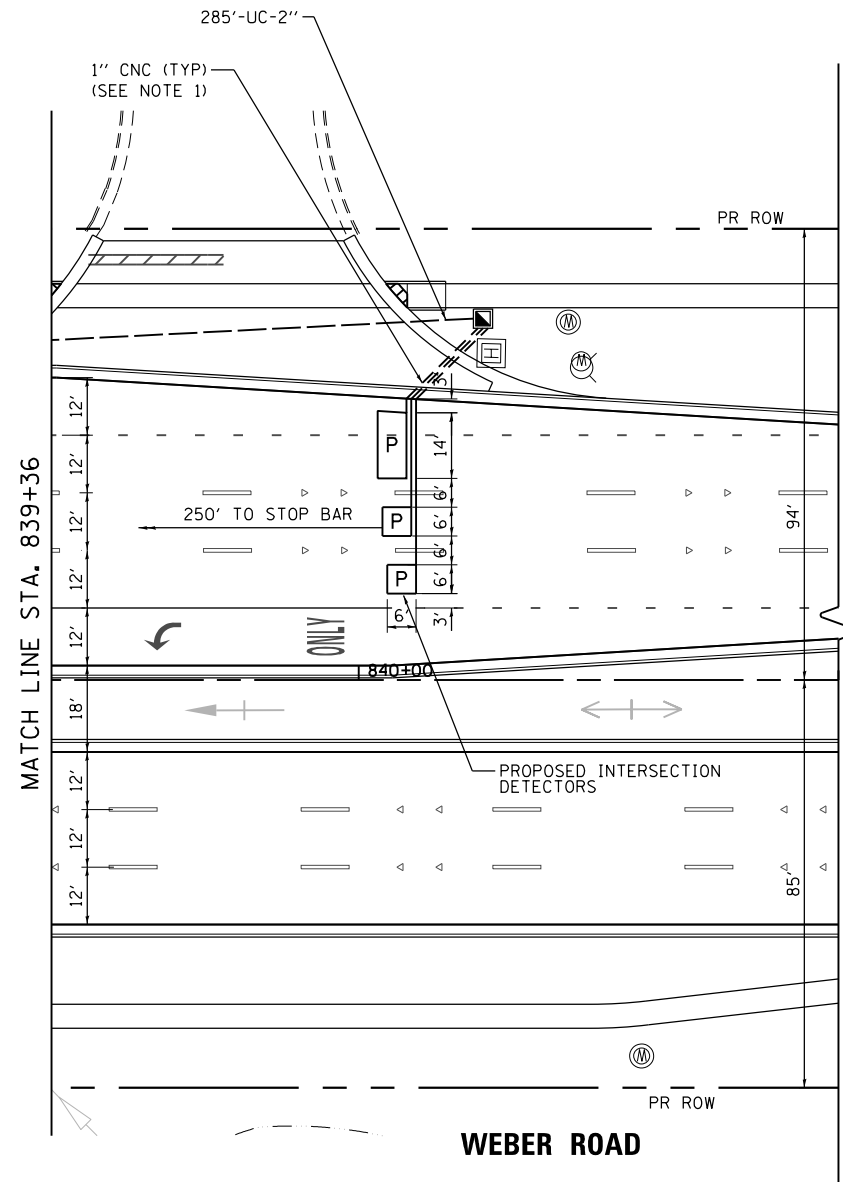 285'-UC-2"
1" CNC (TYP)
(SEE NOTE 1)
PR ROW
M
H
M
3'
12'
12'
12'
12'
12'
P
14'
6'
250' TO STOP BAR
P
6'
6'
P
6'
6'
3'
94'
MATCH LINE STA. 839+36
ONLY
840+00
18'
PROPOSED INTERSECTION
DETECTORS
12'
12'
12'
85'
M
PR ROW
WEBER ROAD